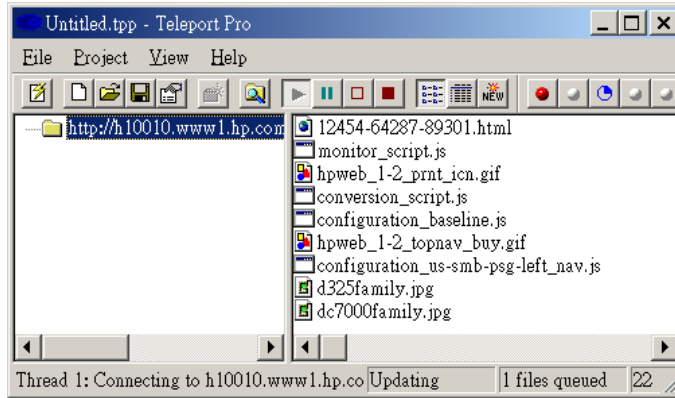 Untitled.tpp - Teleport Pro
File Project View Help
NEW
http://h10010.www1.hp.com
12454-64287-89301.html
monitor_script.js
hpweb_1-2_prnt_icn.gif
conversion_script.js
configuration_baseline.js
hpweb_1-2_topnav_buy.gif
configuration_us-smb-psg-left_nav.js
d325family.jpg
dc7000family.jpg
Thread 1: Connecting to h10010.www1.hp.co Updating 1 files queued 22